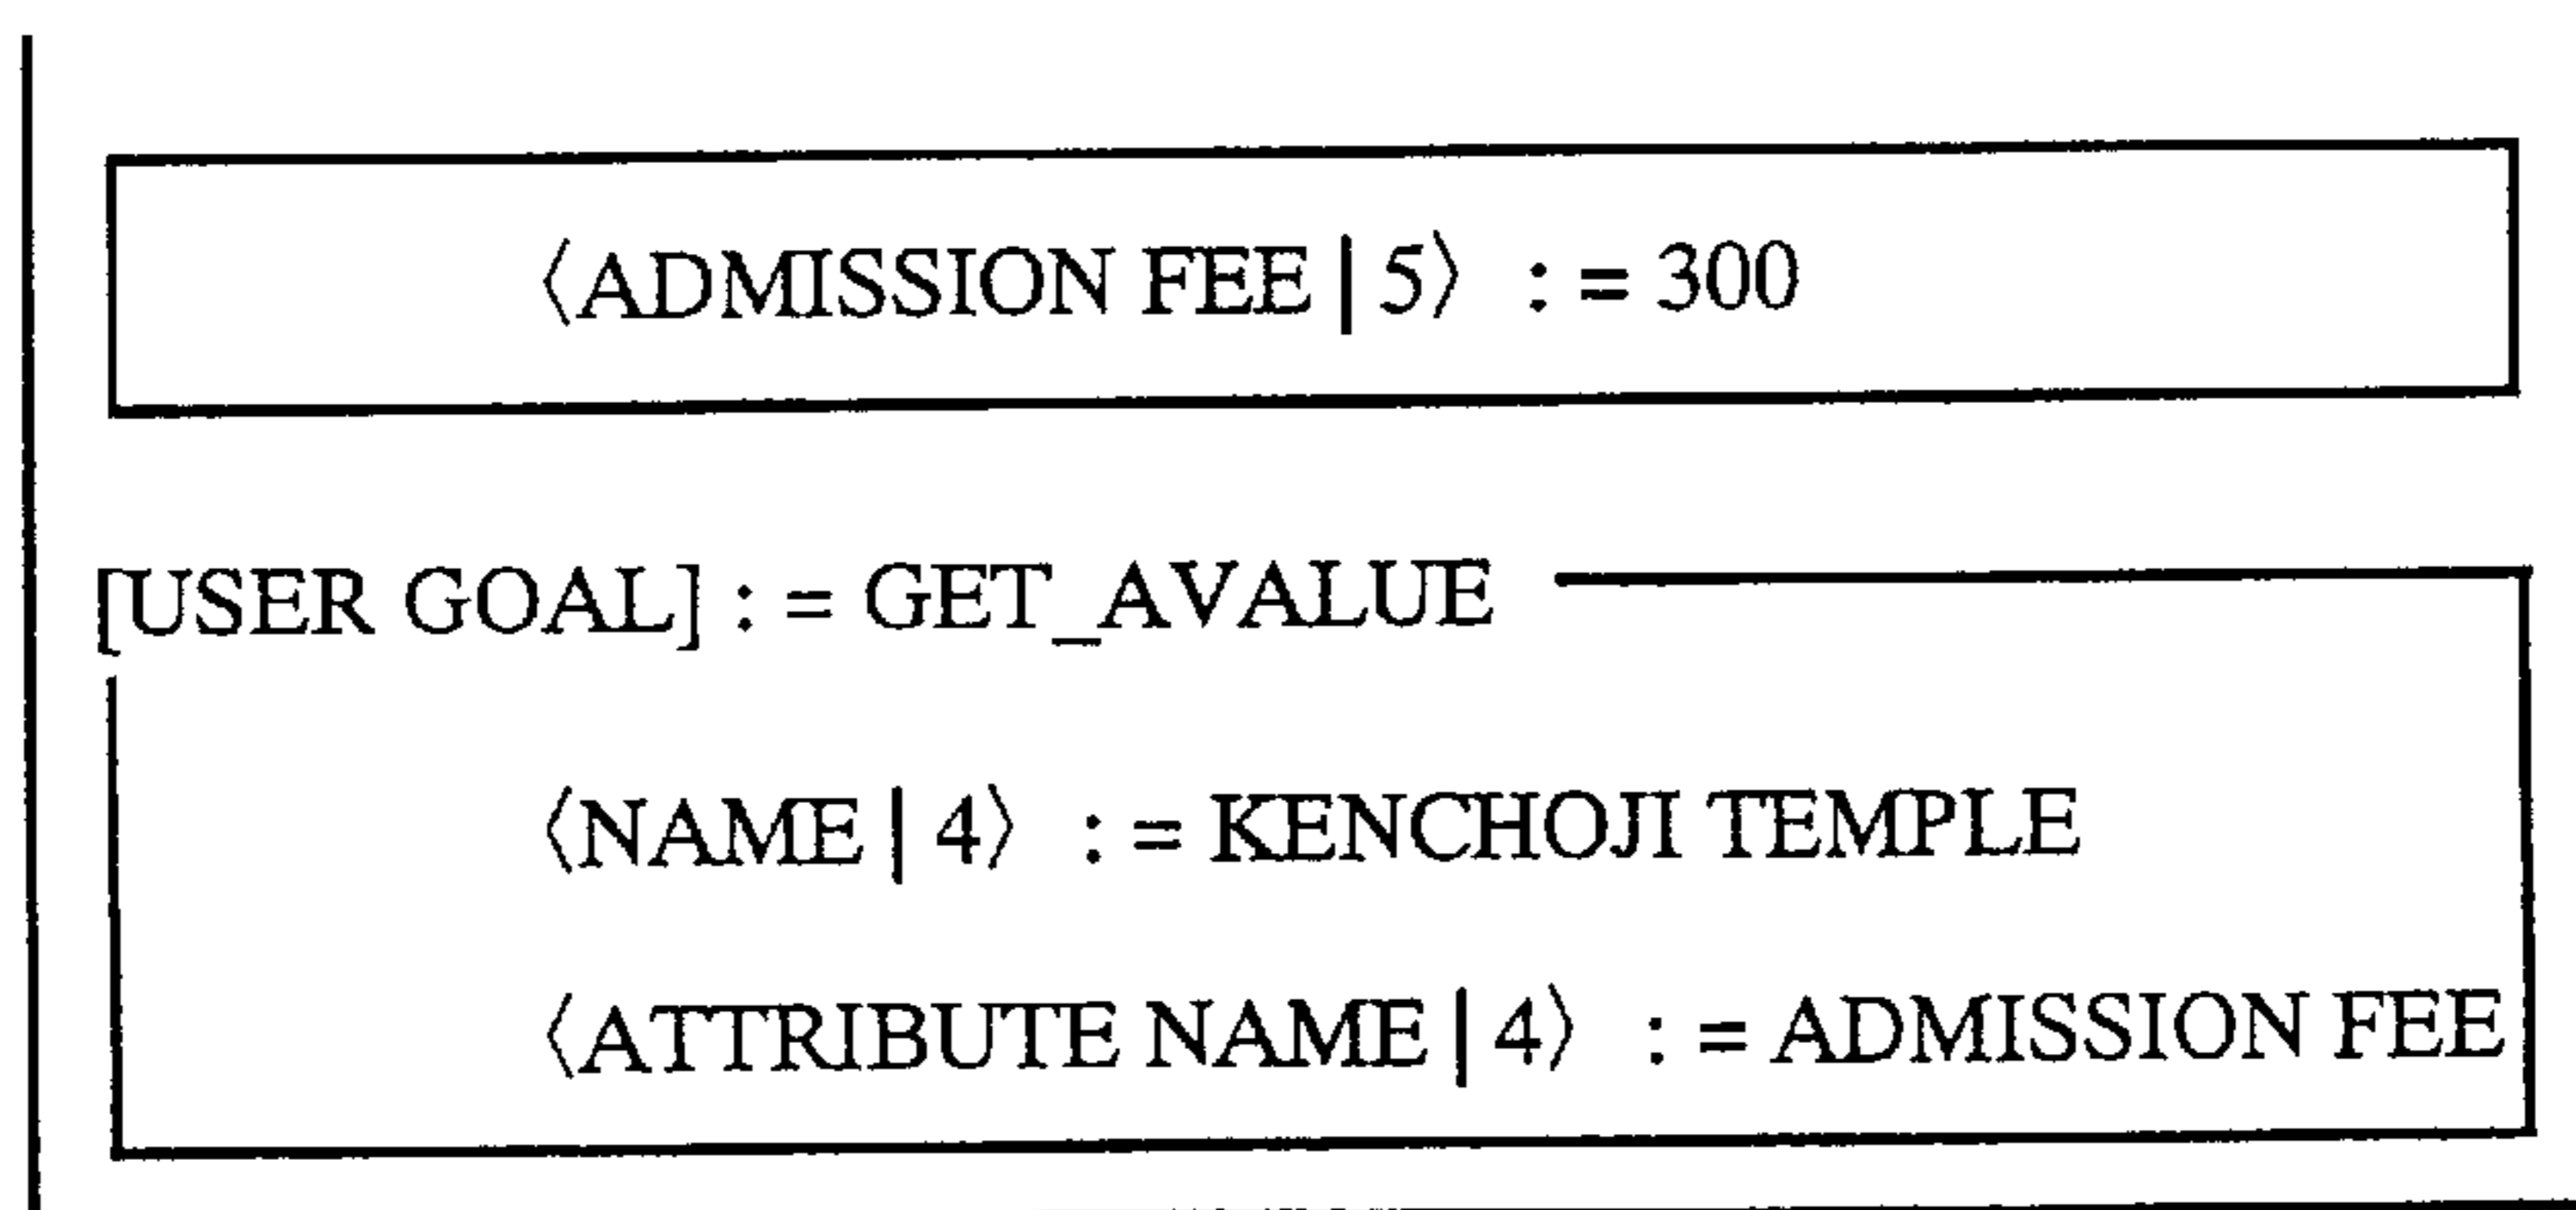 ⟨ADMISSION FEE | 5⟩ : = 300
[USER GOAL] : = GET_AVALUE
⟨NAME | 4⟩ : = KENCHOJI TEMPLE
⟨ATTRIBUTE NAME | 4⟩ : = ADMISSION FEE